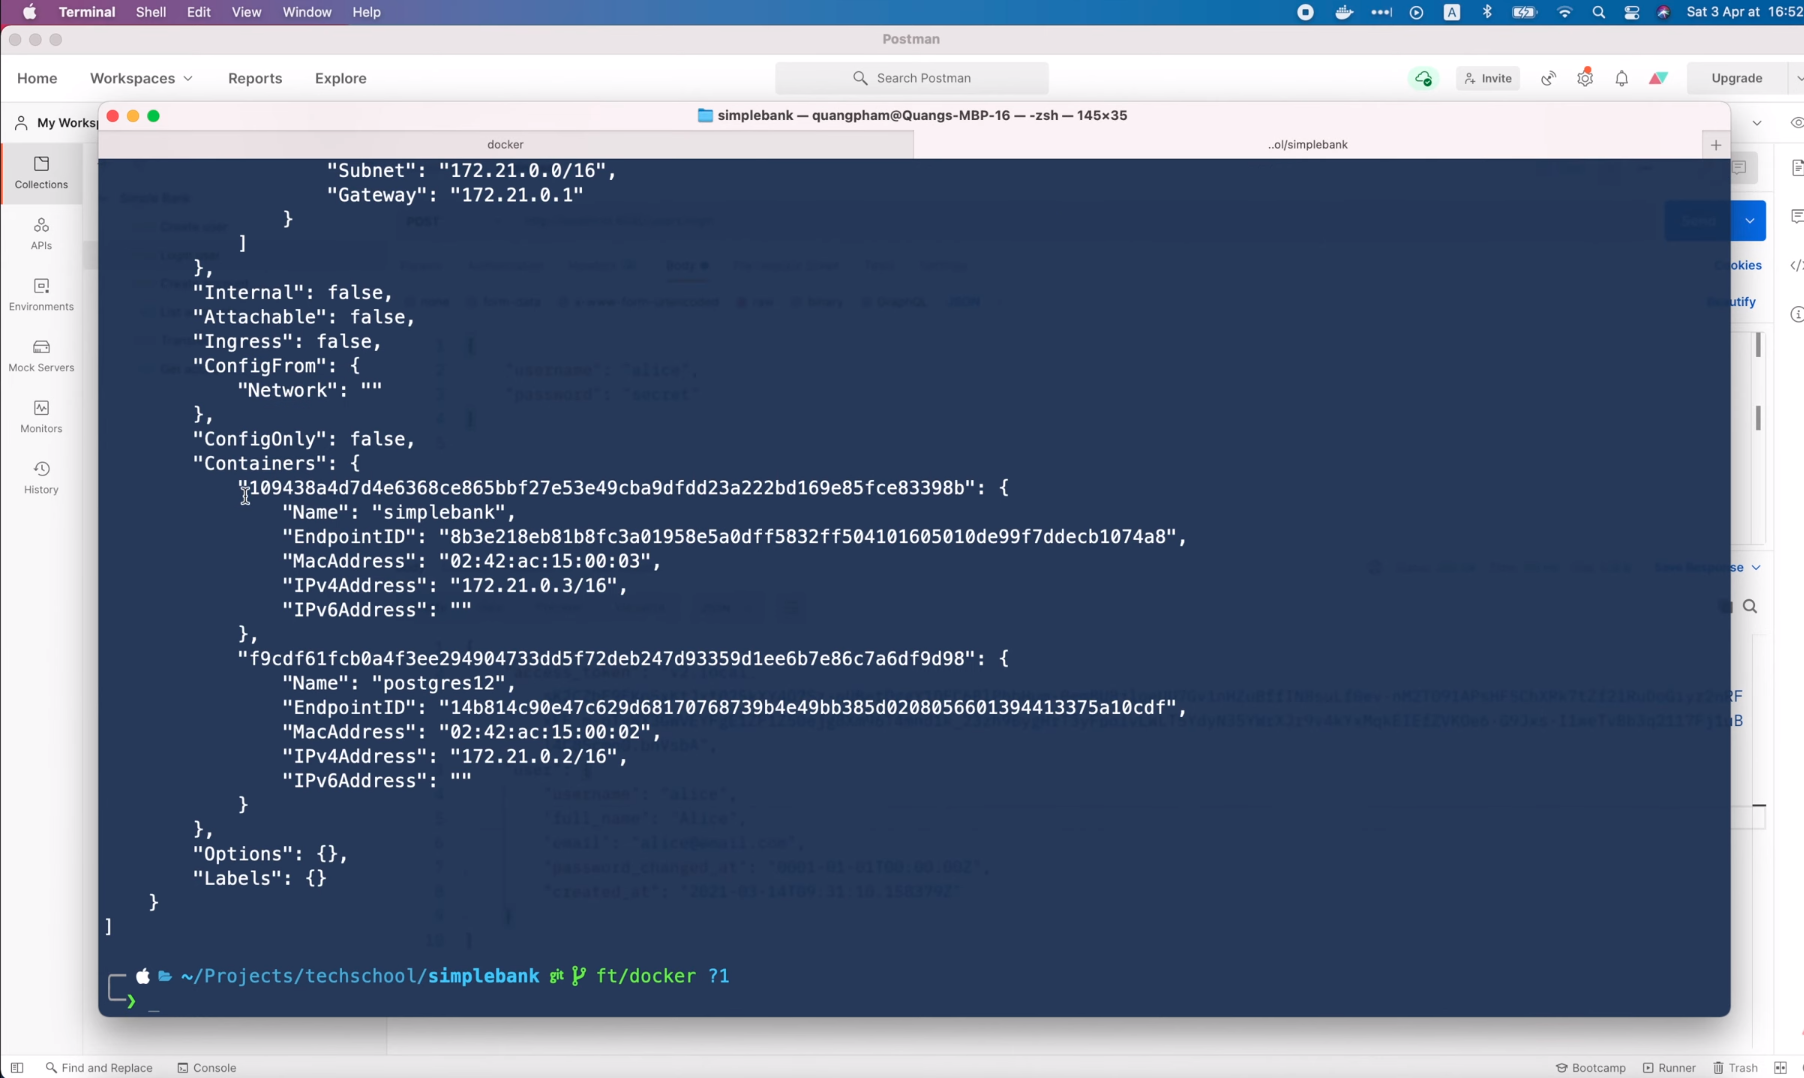 Terminal Shell Edit View Window Help
A
Sat 3 Apr at 16:52
Postman
Home Workspaces Reports Explore
Search Postman
Invite
Upgrade
My Works
simplebank — quangpham@Quangs-MBP-16 — -zsh — 145×35
docker
..ol/simplebank
Collections
APIs
Environments
Mock Servers
Monitors
History
"Subnet": "172.21.0.0/16",
"Gateway": "172.21.0.1"
}
]
},
"Internal": false,
"Attachable": false,
"Ingress": false,
"ConfigFrom": {
"Network": ""
},
"ConfigOnly": false,
"Containers": {
"109438a4d7d4e6368ce865bbf27e53e49cba9dfdd23a222bd169e85fce83398b": {
"Name": "simplebank",
"EndpointID": "8b3e218eb81b8fc3a01958e5a0dff5832ff504101605010de99f7ddecb1074a8",
"MacAddress": "02:42:ac:15:00:03",
"IPv4Address": "172.21.0.3/16",
"IPv6Address": ""
},
"f9cdf61fcb0a4f3ee294904733dd5f72deb247d93359d1ee6b7e86c7a6df9d98": {
"Name": "postgres12",
"EndpointID": "14b814c90e47c629d68170768739b4e49bb385d0208056601394413375a10cdf",
"MacAddress": "02:42:ac:15:00:02",
"IPv4Address": "172.21.0.2/16",
"IPv6Address": ""
}
},
"Options": {},
"Labels": {}
}
]
~/Projects/techschool/simplebank git ft/docker ?1
❯ _
Find and Replace Console
Bootcamp Runner Trash